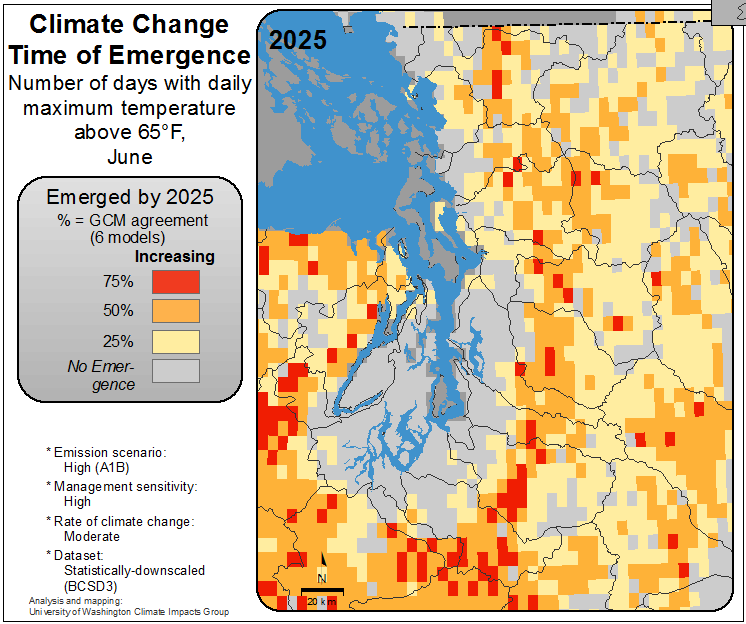 Climate Change
Time of Emergence
Number of days with daily
maximum temperature
above 65°F,
June
2025
Emerged by 2025
% = GCM agreement
(6 models)
Increasing
75%
50%
25%
No Emer-
gence
* Emission scenario:
High (A1B)
* Management sensitivity:
High
* Rate of climate change:
Moderate
* Dataset:
Statistically-downscaled
(BCSD3)
Analysis and mapping:
University of Washington Climate Impacts Group
N
20 km